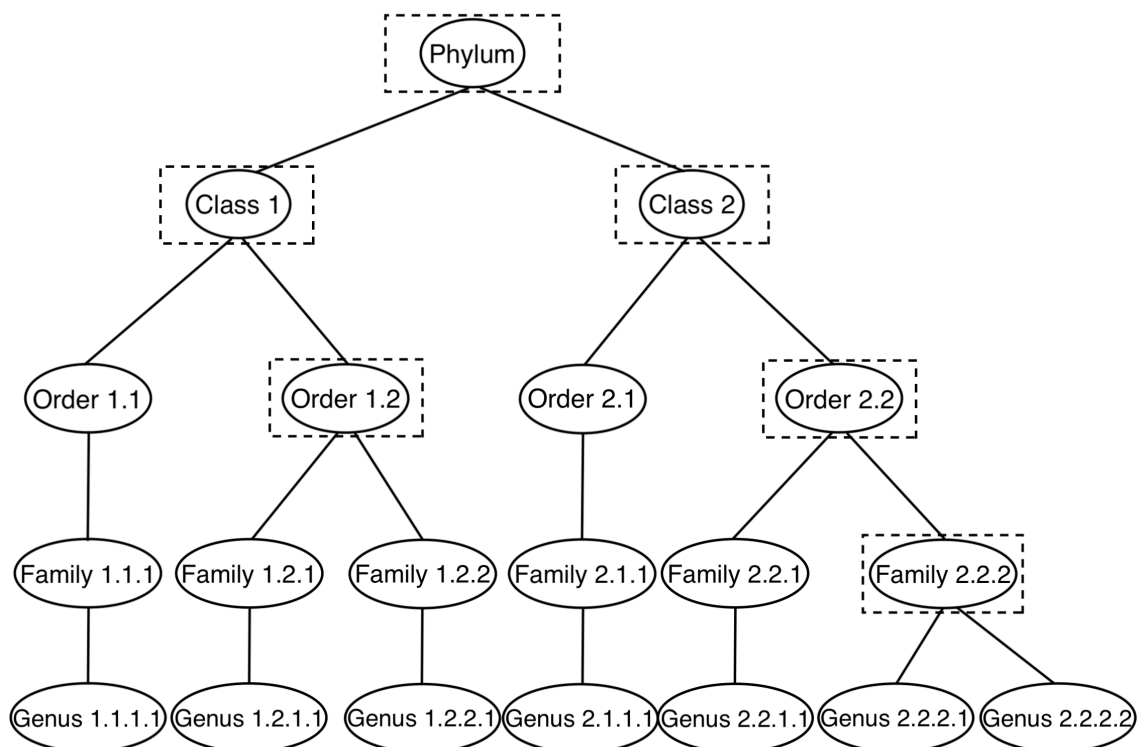 Phylum
Class 1
Class 2
Order 1.1
Order 1.2
Order 2.1
Order 2.2
Family 1.1.1
Family 1.2.1
Family 1.2.2
Family 2.1.1
Family 2.2.1
Family 2.2.2
Genus 1.1.1.1
Genus 1.2.1.1
Genus 1.2.2.1
Genus 2.1.1.1
Genus 2.2.1.1
Genus 2.2.2.1
Genus 2.2.2.2